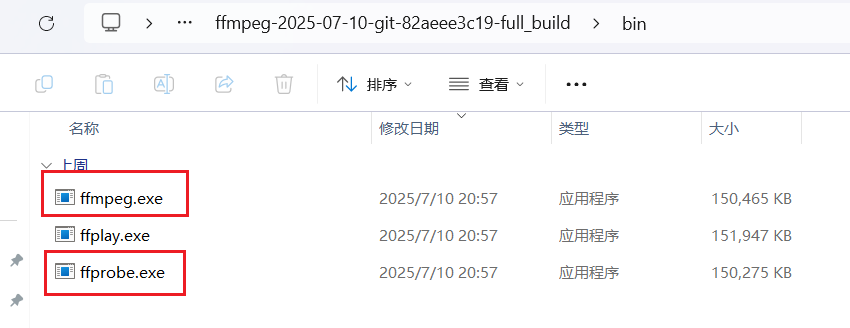 ffmpeg-2025-07-10-git-82aeee3c19-full_build bin
排序 查看
名称 修改日期 类型 大小
上周
ffmpeg.exe 2025/7/10 20:57 应用程序 150,465 KB
ffplay.exe 2025/7/10 20:57 应用程序 151,947 KB
ffprobe.exe 2025/7/10 20:57 应用程序 150,275 KB